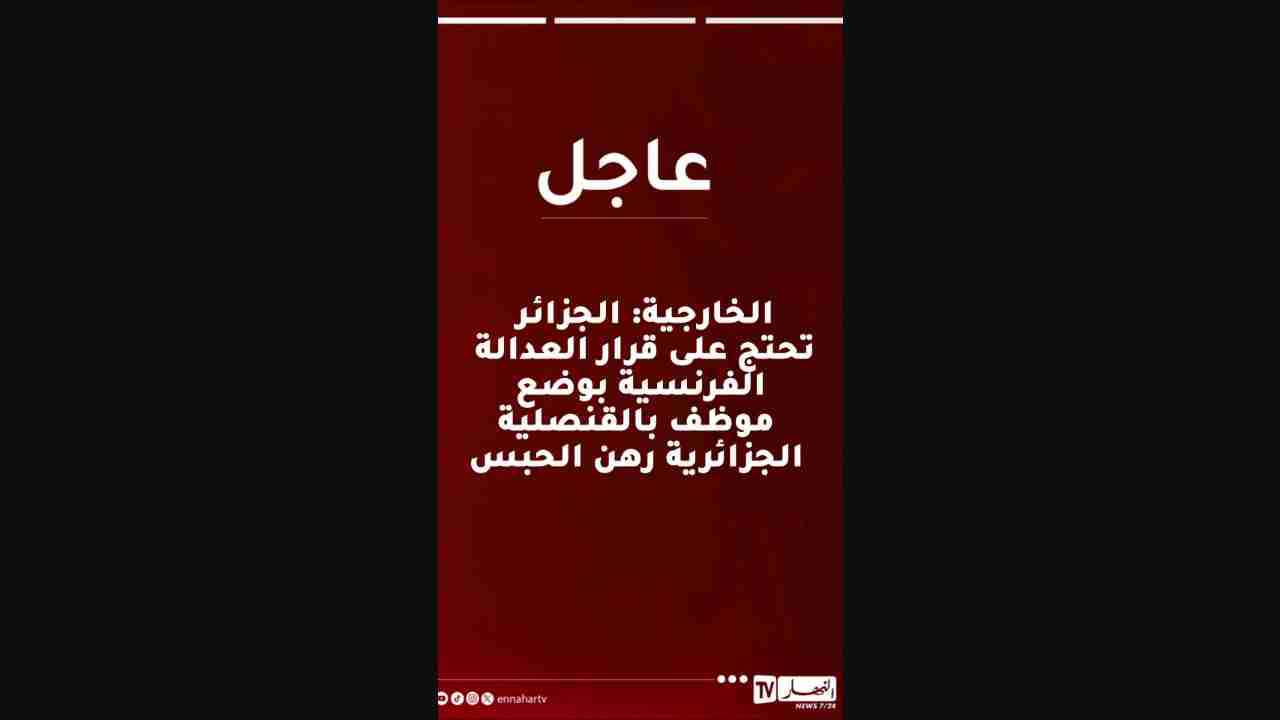 عاجل
الخارجية: الجزائر
تحتج على قرار العدالة
الفرنسية بوضع
موظف بالقنصلية
الجزائرية رهن الحبس
ennahartv
النهار TV
NEWS 7/24